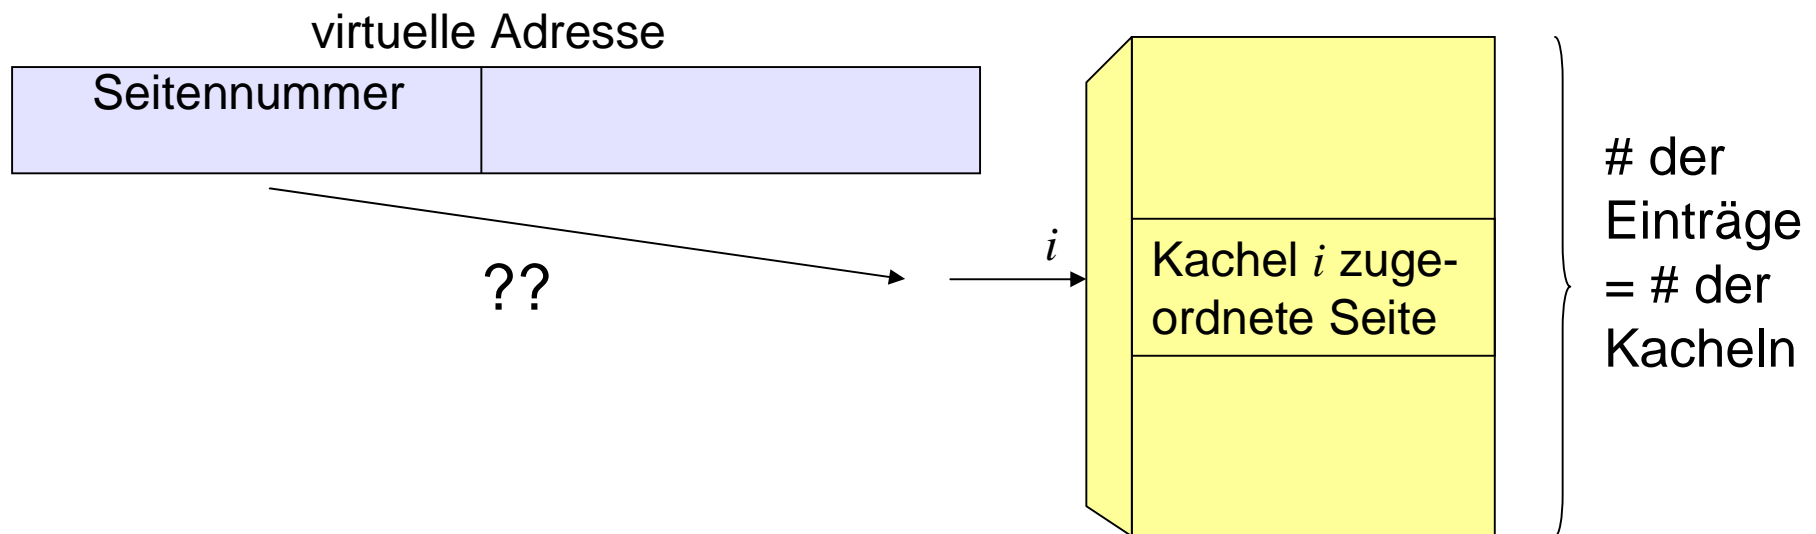 virtuelle Adresse
Seitennummer
??
i
Kachel i zuge-
ordnete Seite
# der
Einträge
= # der
Kacheln